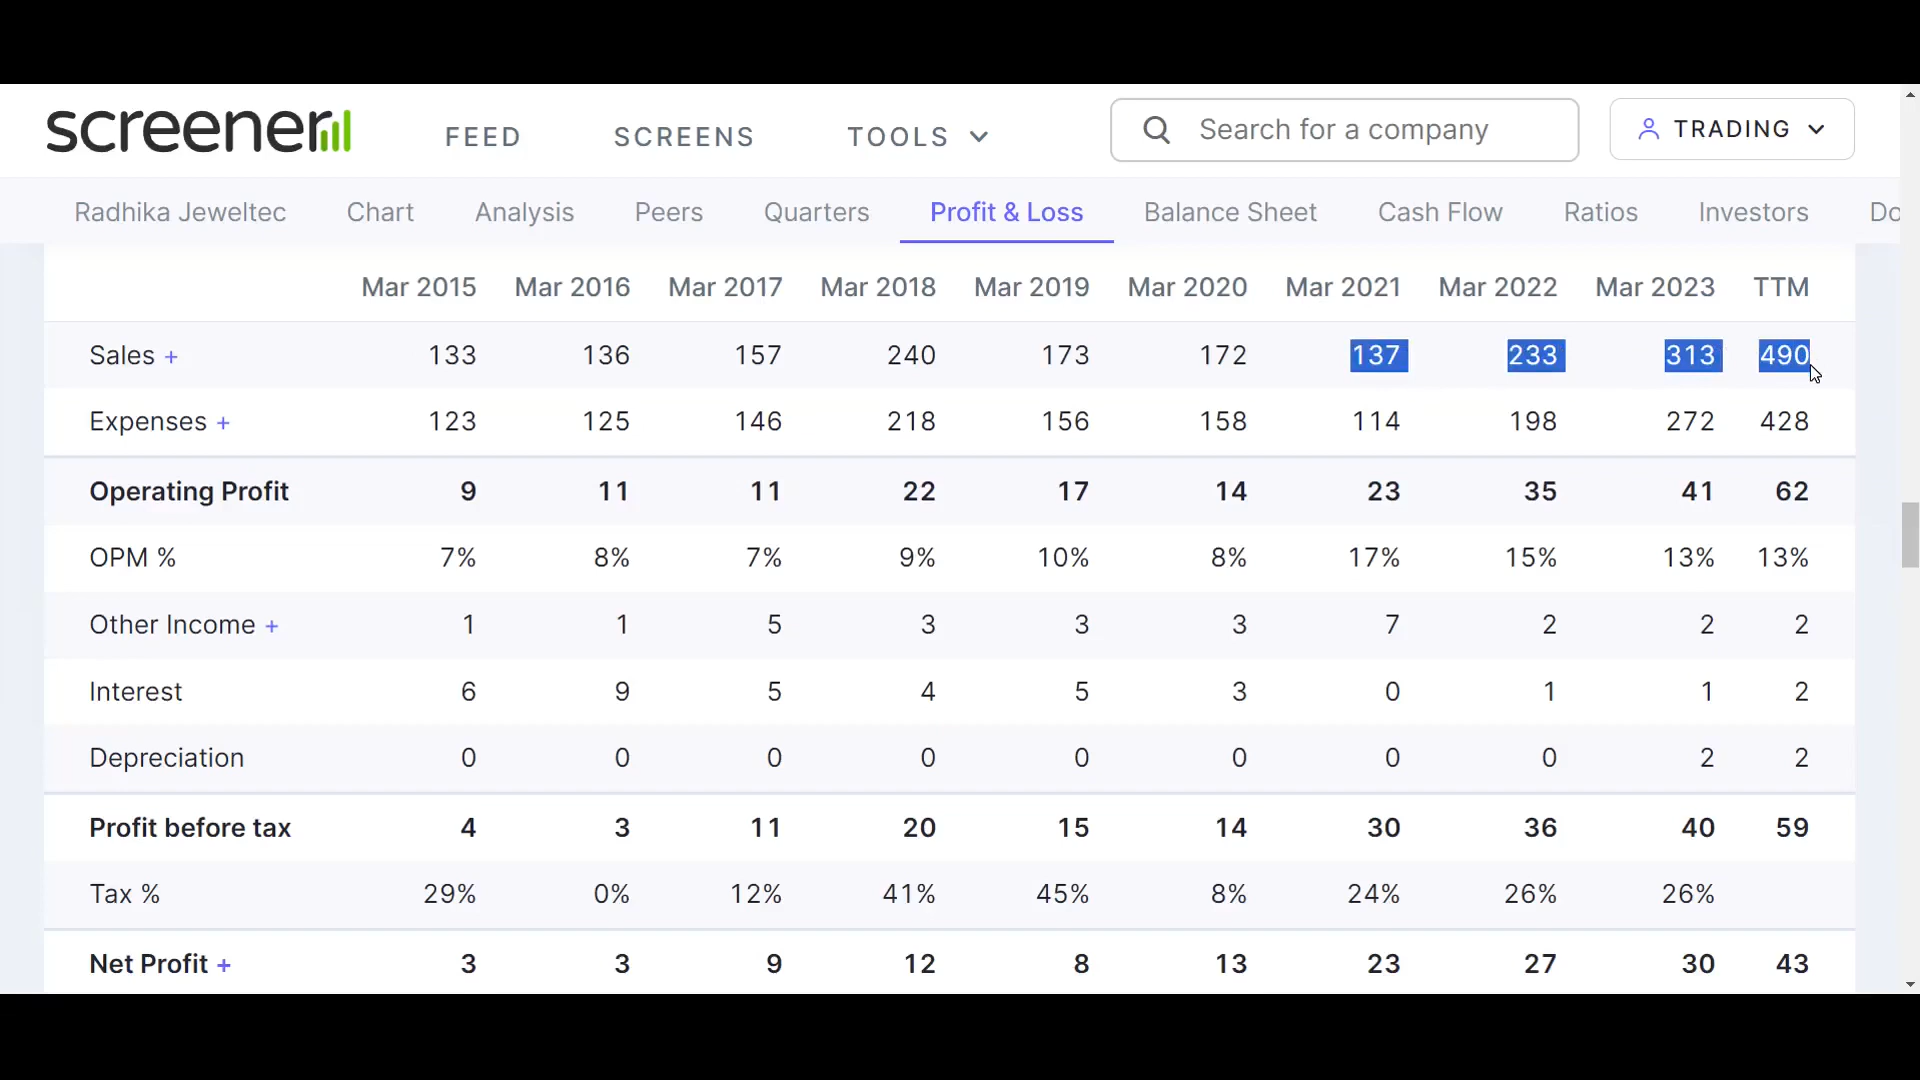 screener FEED SCREENS TOOLS Search for a company TRADING
Radhika Jeweltec Chart Analysis Peers Quarters Profit & Loss Balance Sheet Cash Flow Ratios Investors Do
Mar 2015 Mar 2016 Mar 2017 Mar 2018 Mar 2019 Mar 2020 Mar 2021 Mar 2022 Mar 2023 TTM
Sales + 133 136 157 240 173 172 137 233 313 490
Expenses + 123 125 146 218 156 158 114 198 272 428
Operating Profit 9 11 11 22 17 14 23 35 41 62
OPM % 7% 8% 7% 9% 10% 8% 17% 15% 13% 13%
Other Income + 1 1 5 3 3 3 7 2 2 2
Interest 6 9 5 4 5 3 0 1 1 2
Depreciation 0 0 0 0 0 0 0 0 2 2
Profit before tax 4 3 11 20 15 14 30 36 40 59
Tax % 29% 0% 12% 41% 45% 8% 24% 26% 26%
Net Profit + 3 3 9 12 8 13 23 27 30 43